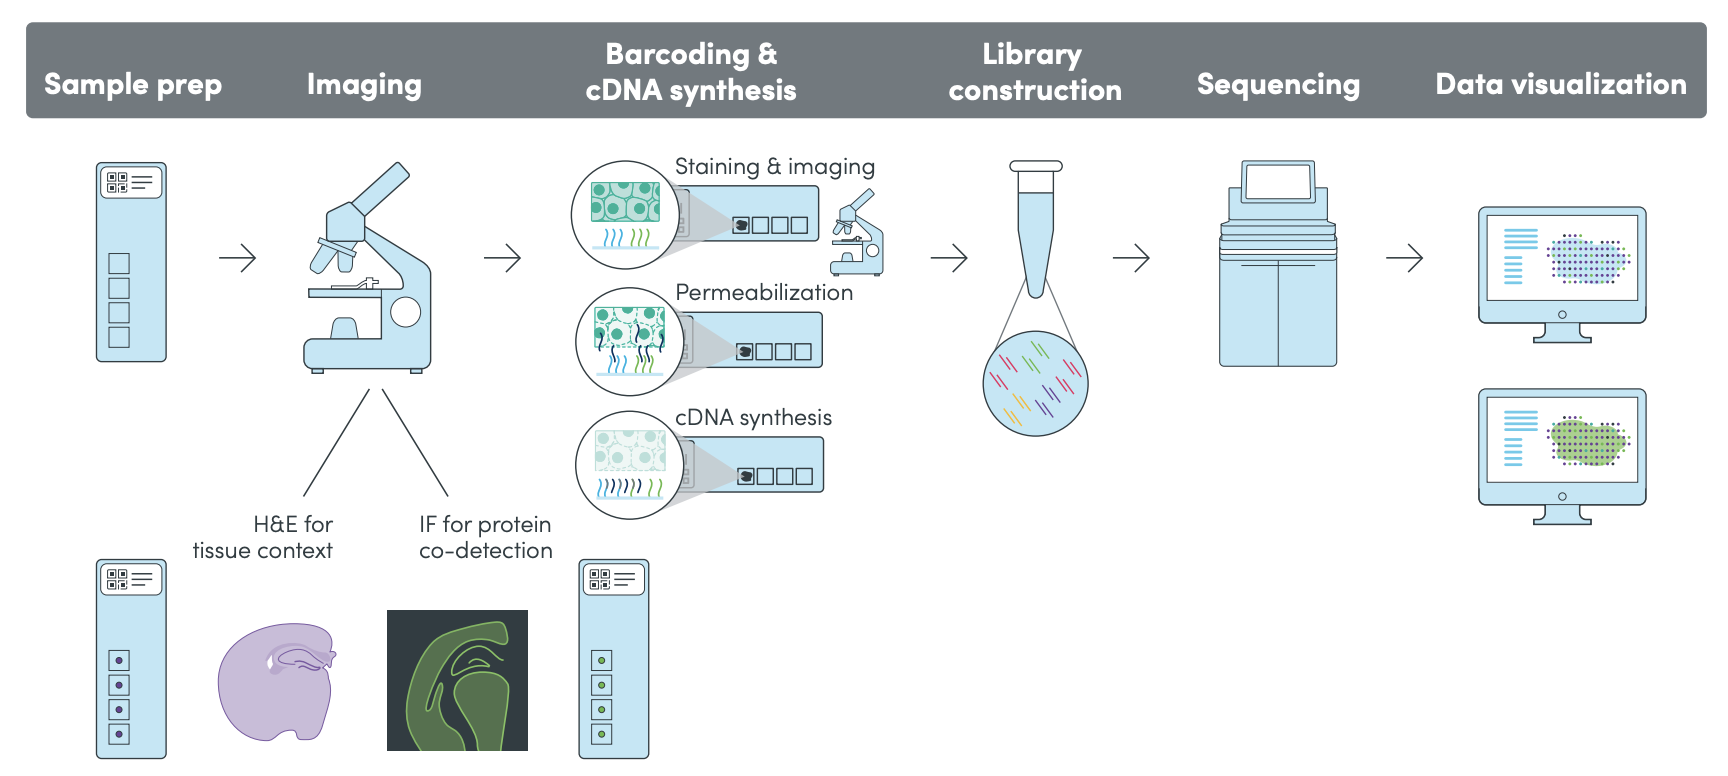 Sample prep
Imaging
Barcoding &
cDNA synthesis
Library
construction
Sequencing
Data visualization
Staining & imaging
Permeabilization
cDNA synthesis
H&E for
tissue context
IF for protein
co-detection